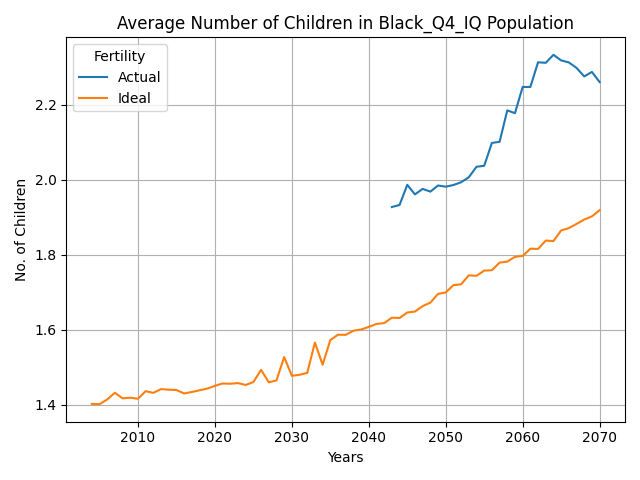 Average Number of Children in Black_Q4_IQ Population
Fertility
Actual
Ideal
No. of Children
2.2
2.0
1.8
1.6
1.4
2010 2020 2030 2040 2050 2060 2070
Years